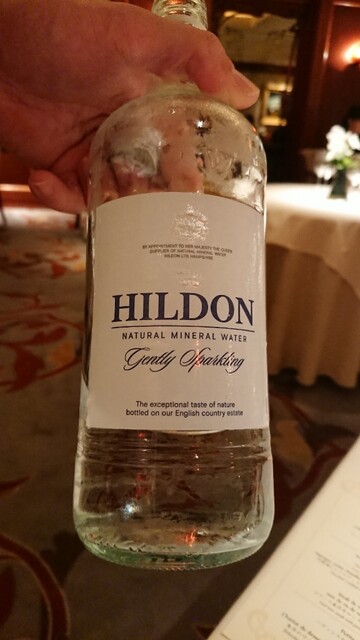 BY APPOINTMENT TO HER MAJESTY THE QUEEN
SUPPLIER OF NATURAL MINERAL WATER
HILDON LTD HAMPSHIRE
HILDON
NATURAL MINERAL WATER
Gently Sparkling
The exceptional taste of nature
bottled on our English country estate